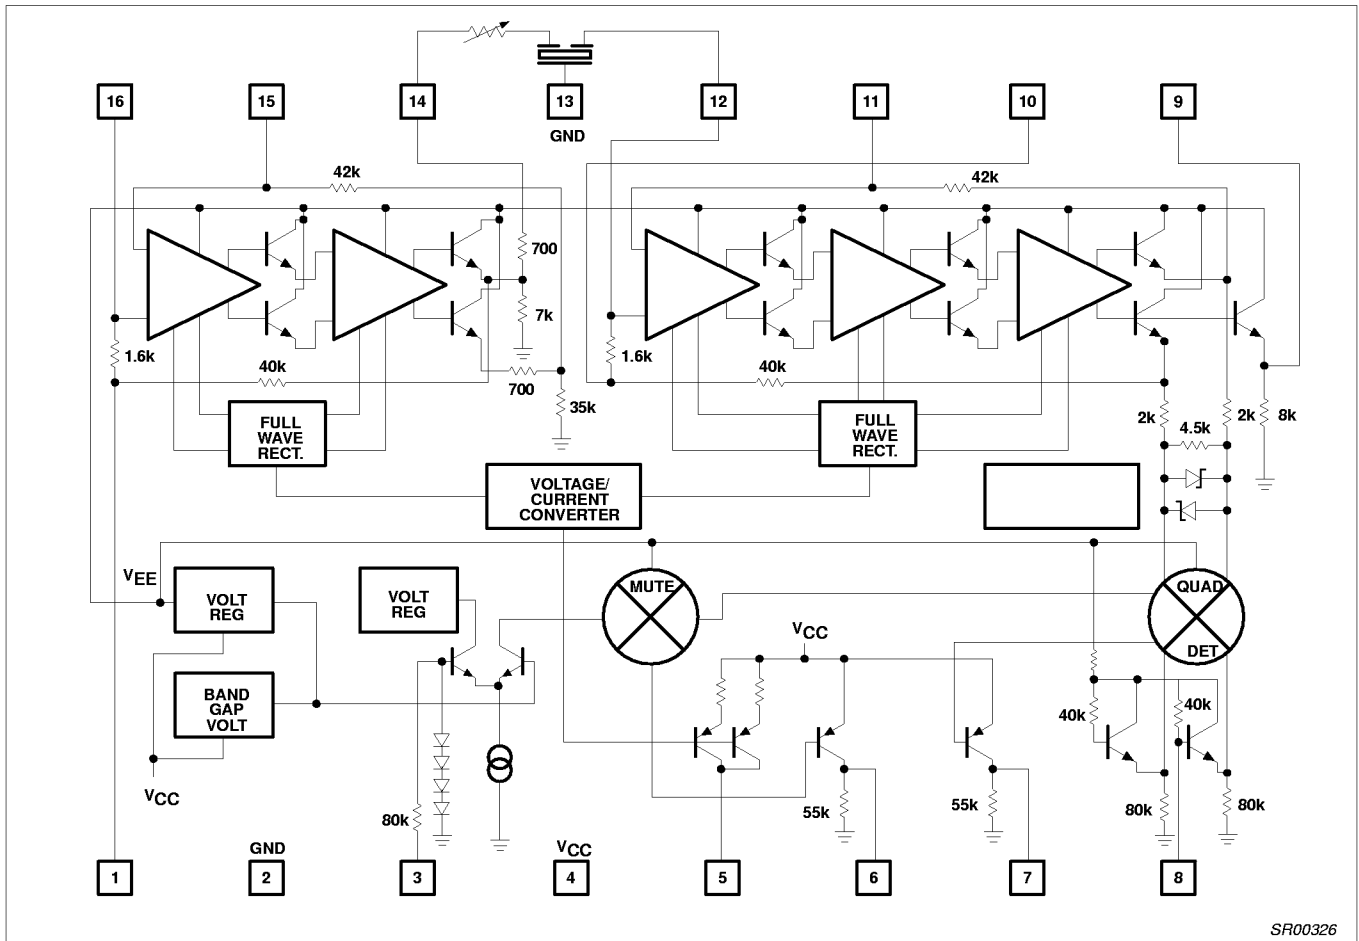 16
15
14
13
12
11
10
9
GND
42k
42k
700
7k
1.6k
40k
700
35k
1.6k
40k
2k
2k
8k
4.5k
FULL
WAVE
RECT.
FULL
WAVE
RECT.
VOLTAGE/
CURRENT
CONVERTER
VEE
VOLT
REG
VOLT
REG
MUTE
QUAD
DET
VCC
BAND
GAP
VOLT
40k
40k
VCC
80k
55k
55k
80k
80k
GND
VCC
1
2
3
4
5
6
7
8
SR00326